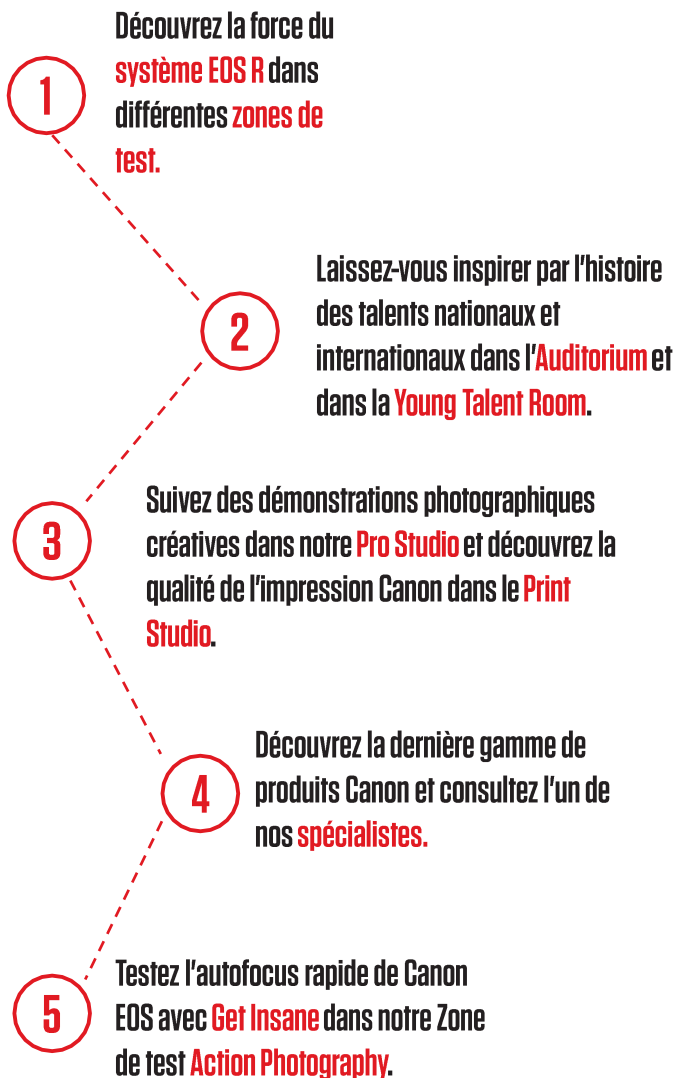 1
Découvrez la force du
système EOS R dans
différentes zones de
test.
2
Laissez-vous inspirer par l'histoire
des talents nationaux et
internationaux dans l'Auditorium et
dans la Young Talent Room.
3
Suivez des démonstrations photographiques
créatives dans notre Pro Studio et découvrez la
qualité de l'impression Canon dans le Print
Studio.
4
Découvrez la dernière gamme de
produits Canon et consultez l'un de
nos spécialistes.
5
Testez l'autofocus rapide de Canon
EOS avec Get Insane dans notre Zone
de test Action Photography.